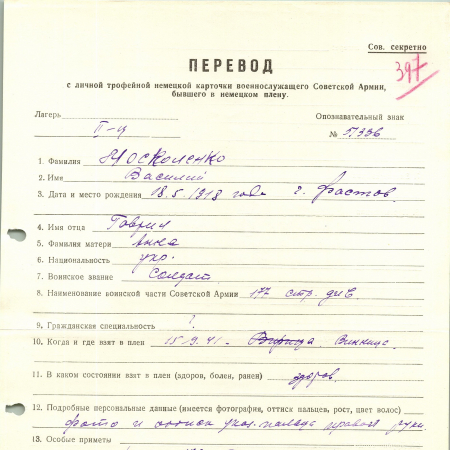 Сов. секретно
397
ПЕРЕВОД
с личной трофейной немецкой карточки военнослужащего Советской Армии,
бывшего в немецком плену.
Лагерь Опознавательный знак
II-ц № 51336
1. Фамилия Москаленко
2. Имя Василий
3. Дата и место рождения 18.5.1918 года г. Фастов.
4. Имя отца Гаврил
5. Фамилия матери Анна
6. Национальность укр.
7. Воинское звание Солдат
8. Наименование воинской части Советской Армии 177 стр. див.
9. Гражданская специальность ?
10. Когда и где взят в плен 15.9.41 -
11. В каком состоянии взят в плен (здоров, болен, ранен) здоров.
12. Подробные персональные данные (имеется фотография, оттиск пальцев, рост, цвет волос)
фото и оттиск указ. пальца правой руки.
13. Особые приметы